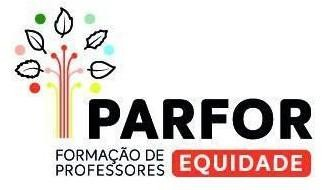 PARFOR
FORMAÇÃO DE
PROFESSORES
EQUIDADE